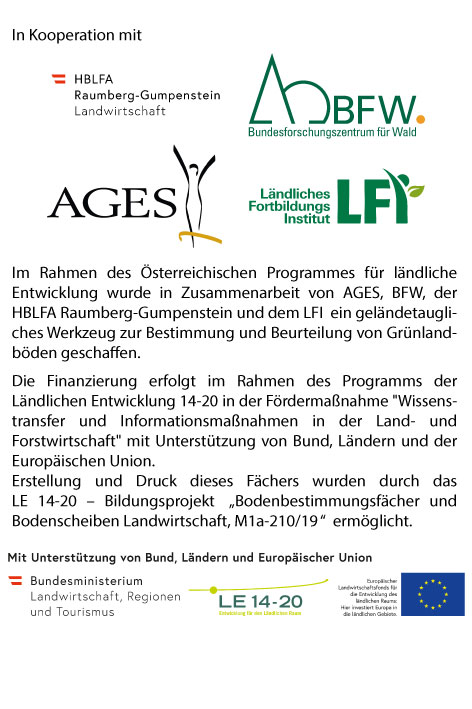 In Kooperation mit
HBLFA
Raumberg-Gumpenstein
Landwirtschaft
BFW.
Bundesforschungszentrum für Wald
AGES
Ländliches
Fortbildungs
Institut
LFI
Im Rahmen des Österreichischen Programmes für ländliche
Entwicklung wurde in Zusammenarbeit von AGES, BFW, der
HBLFA Raumberg-Gumpenstein und dem LFI ein geländetaugli-
ches Werkzeug zur Bestimmung und Beurteilung von Grünland-
böden geschaffen.
Die Finanzierung erfolgt im Rahmen des Programms der
Ländlichen Entwicklung 14-20 in der Fördermaßnahme "Wissens-
transfer und Informationsmaßnahmen in der Land- und
Forstwirtschaft" mit Unterstützung von Bund, Ländern und der
Europäischen Union.
Erstellung und Druck dieses Fächers wurden durch das
LE 14-20 – Bildungsprojekt „Bodenbestimmungsfächer und
Bodenscheiben Landwirtschaft, M1a-210/19“ ermöglicht.
Mit Unterstützung von Bund, Ländern und Europäischer Union
Bundesministerium
Landwirtschaft, Regionen
und Tourismus
LE 14-20
Entwicklung für den Ländlichen Raum
Europäischer
Landwirtschaftsfonds für
die Entwicklung des
ländlichen Raums:
Hier investiert Europa in
die ländlichen Gebiete.